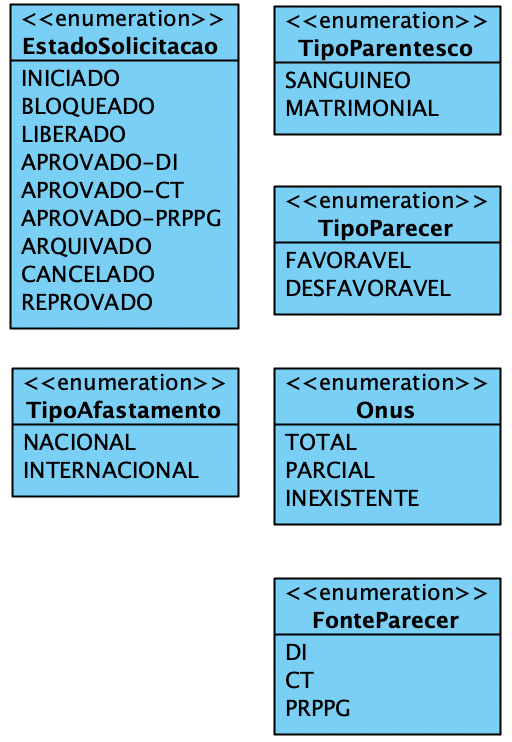 <<enumeration>>
EstadoSolicitacao
INICIADO
BLOQUEADO
LIBERADO
APROVADO-DI
APROVADO-CT
APROVADO-PRPPG
ARQUIVADO
CANCELADO
REPROVADO
<<enumeration>>
TipoParentesco
SANGUINEO
MATRIMONIAL
<<enumeration>>
TipoParecer
FAVORAVEL
DESFAVORAVEL
<<enumeration>>
TipoAfastamento
NACIONAL
INTERNACIONAL
<<enumeration>>
Onus
TOTAL
PARCIAL
INEXISTENTE
<<enumeration>>
FonteParecer
DI
CT
PRPPG